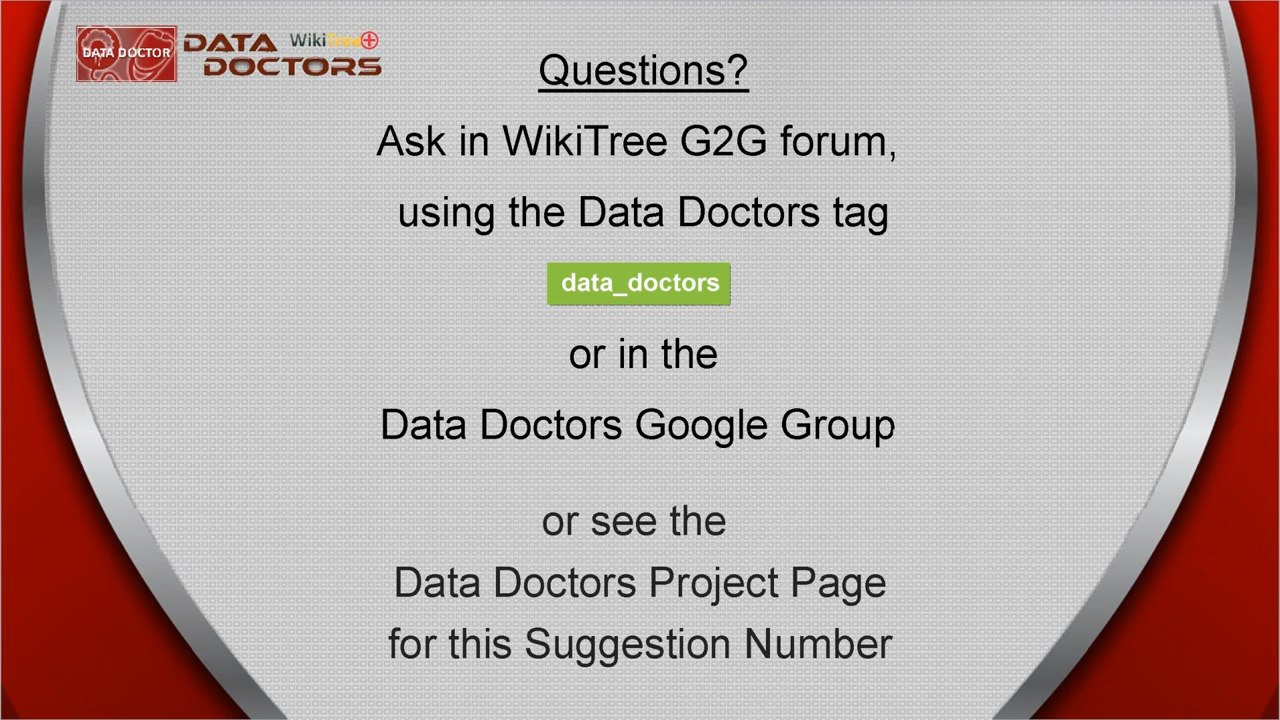 DATA DOCTOR
DATA WikiTree+
DOCTORS
Questions?
Ask in WikiTree G2G forum,
using the Data Doctors tag
data_doctors
or in the
Data Doctors Google Group
or see the
Data Doctors Project Page
for this Suggestion Number